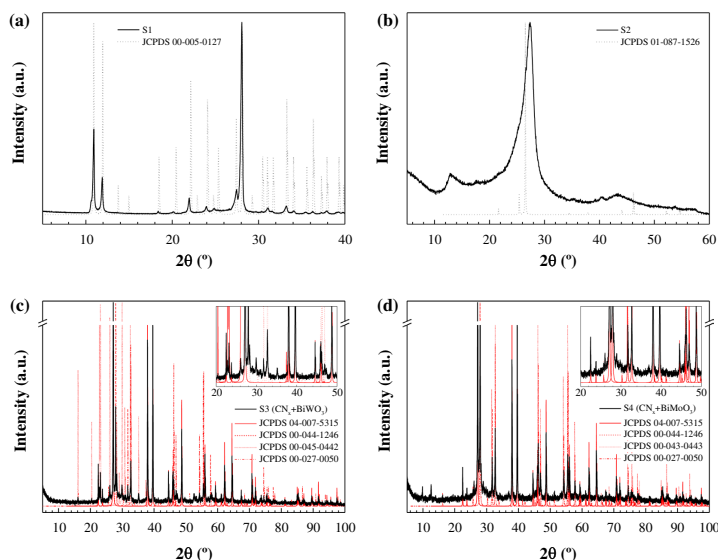 (a)
S1
JCPDS 00-005-0127
Intensity (a.u.)
10 20 30 40
2θ (º)
(b)
S2
JCPDS 01-087-1526
Intensity (a.u.)
10 20 30 40 50 60
2θ (º)
(c)
20 30 40 50
S3 (CNx+BiWO3)
JCPDS 04-007-5315
JCPDS 00-044-1246
JCPDS 00-045-0442
JCPDS 00-027-0050
Intensity (a.u.)
10 20 30 40 50 60 70 80 90 100
2θ (º)
(d)
20 30 40 50
S4 (CNx+BiMoO3)
JCPDS 04-007-5315
JCPDS 00-044-1246
JCPDS 00-043-0443
JCPDS 00-027-0050
Intensity (a.u.)
10 20 30 40 50 60 70 80 90 100
2θ (º)